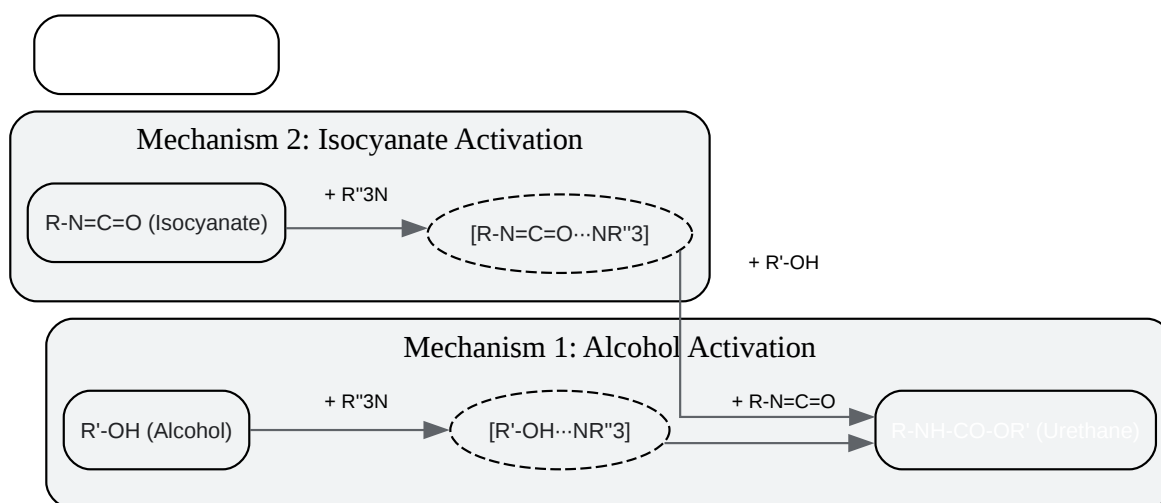 Mechanism 2: Isocyanate Activation
+ R"3N
R-N=C=O (Isocyanate)
[R-N=C=O···NR"3]
+ R'-OH
Mechanism 1: Alcohol Activation
+ R"3N
+ R-N=C=O
R'-OH (Alcohol)
[R'-OH···NR"3]
R-NH-CO-OR' (Urethane)